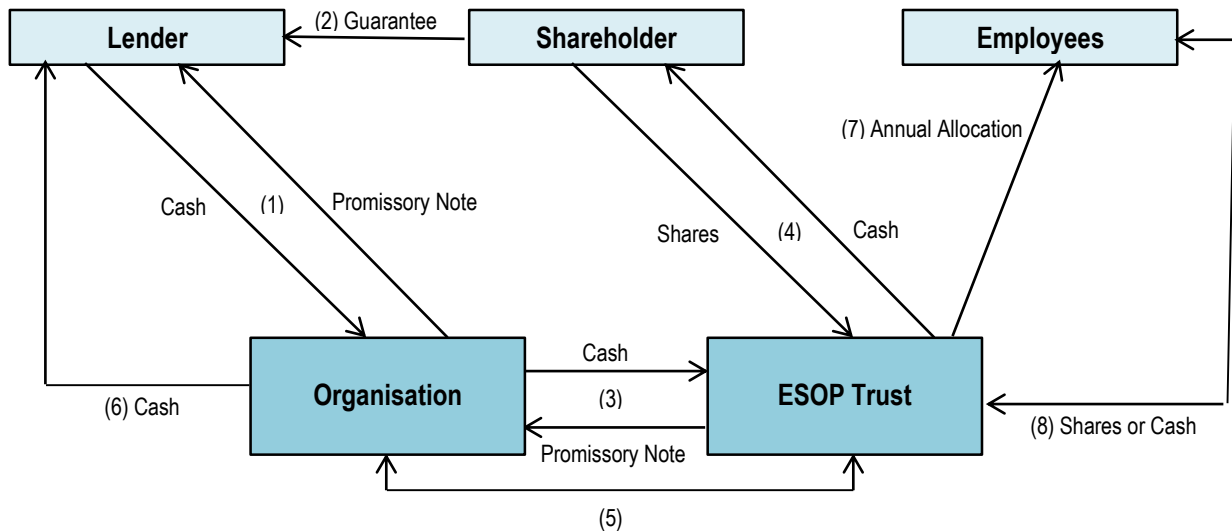 (2) Guarantee
Lender
Shareholder
Employees
(7) Annual Allocation
Cash
(1)
Promissory Note
Shares
(4)
Cash
Cash
Organisation
(3)
ESOP Trust
(6) Cash
Promissory Note
(8) Shares or Cash
(5)